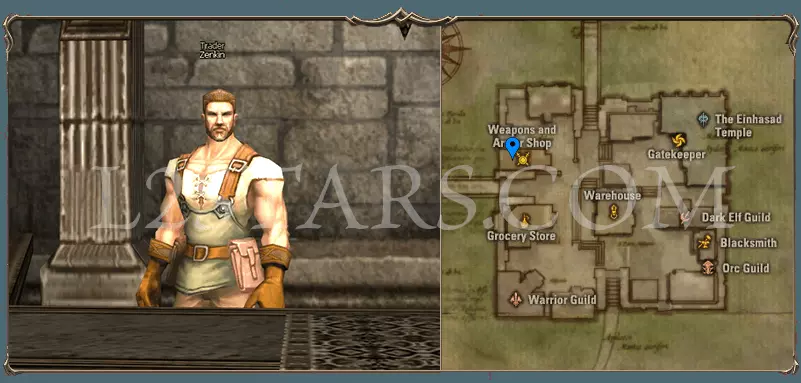 Trader
Zenkin
L2STARS.COM
Weapons and
Armor Shop
The Einhasad
Temple
Gatekeeper
Warehouse
Grocery Store
Dark Elf Guild
Blacksmith
Orc Guild
Warrior Guild